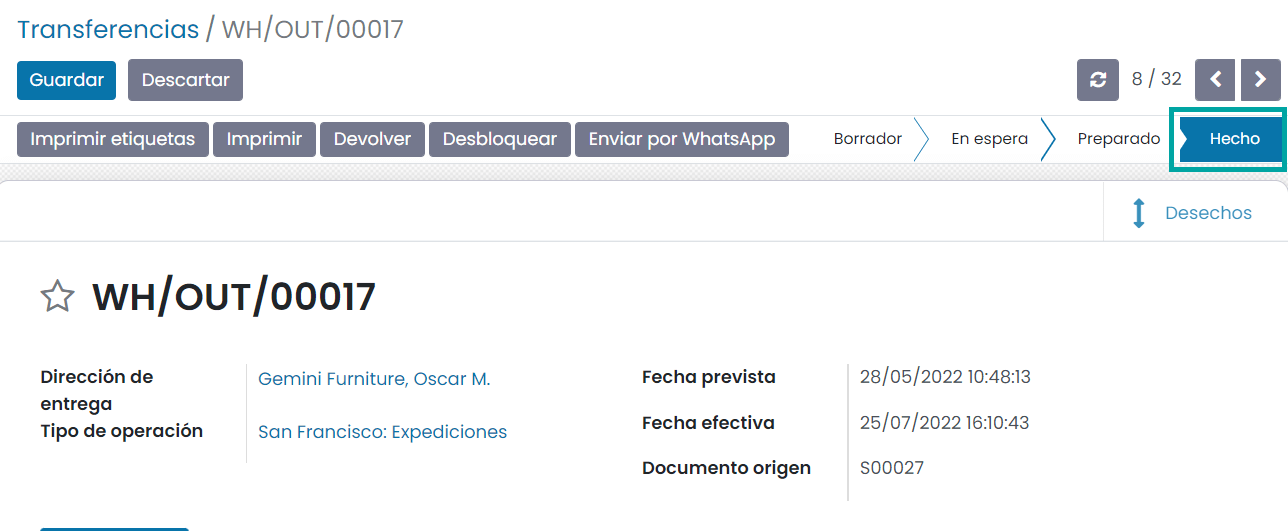 Transferencias / WH/OUT/00017
Guardar Descartar 8 / 32
Imprimir etiquetas Imprimir Devolver Desbloquear Enviar por WhatsApp Borrador En espera Preparado Hecho
Desechos
WH/OUT/00017
Dirección de entrega Gemini Furniture, Oscar M.
Tipo de operación San Francisco: Expediciones
Fecha prevista 28/05/2022 10:48:13
Fecha efectiva 25/07/2022 16:10:43
Documento origen S00027